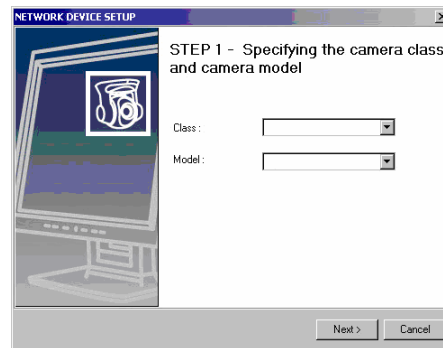 NETWORK DEVICE SETUP
STEP 1 - Specifying the camera class
and camera model
Class :
Model :
Next >
Cancel